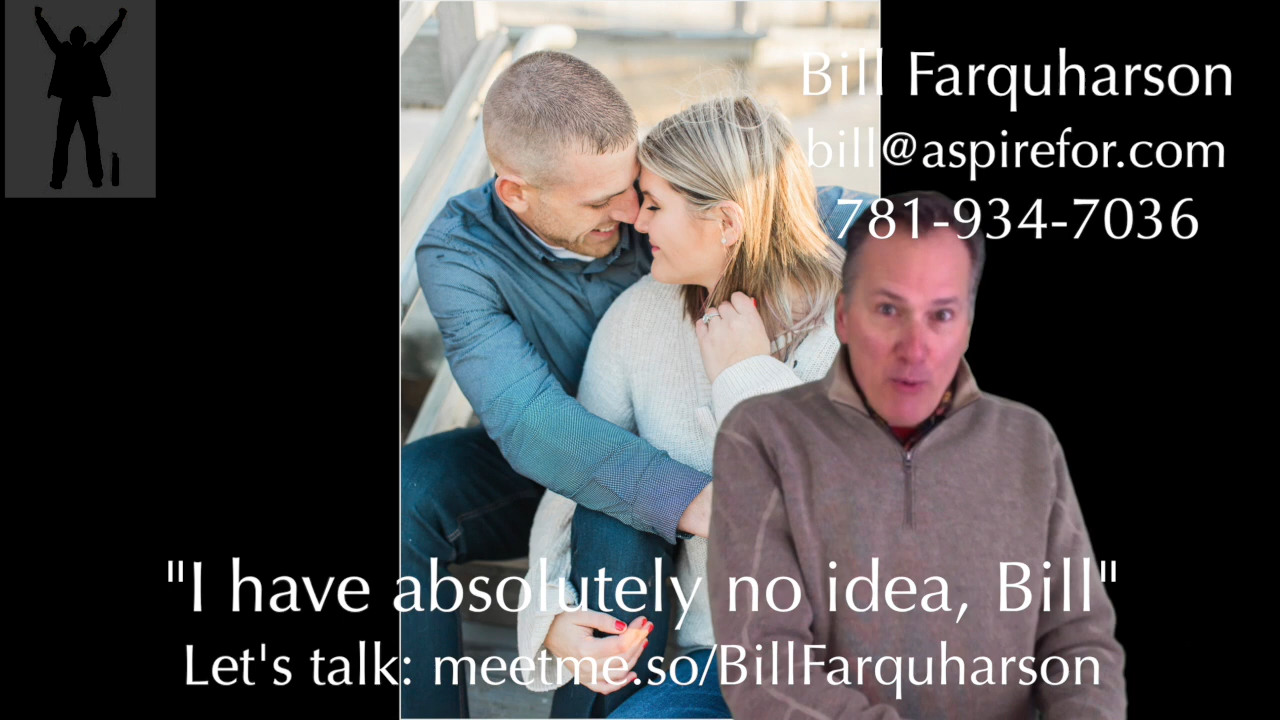 Bill Farquharson
bill@aspirefor.com
781-934-7036
"I have absolutely no idea, Bill"
Let's talk: meetme.so/BillFarquharson